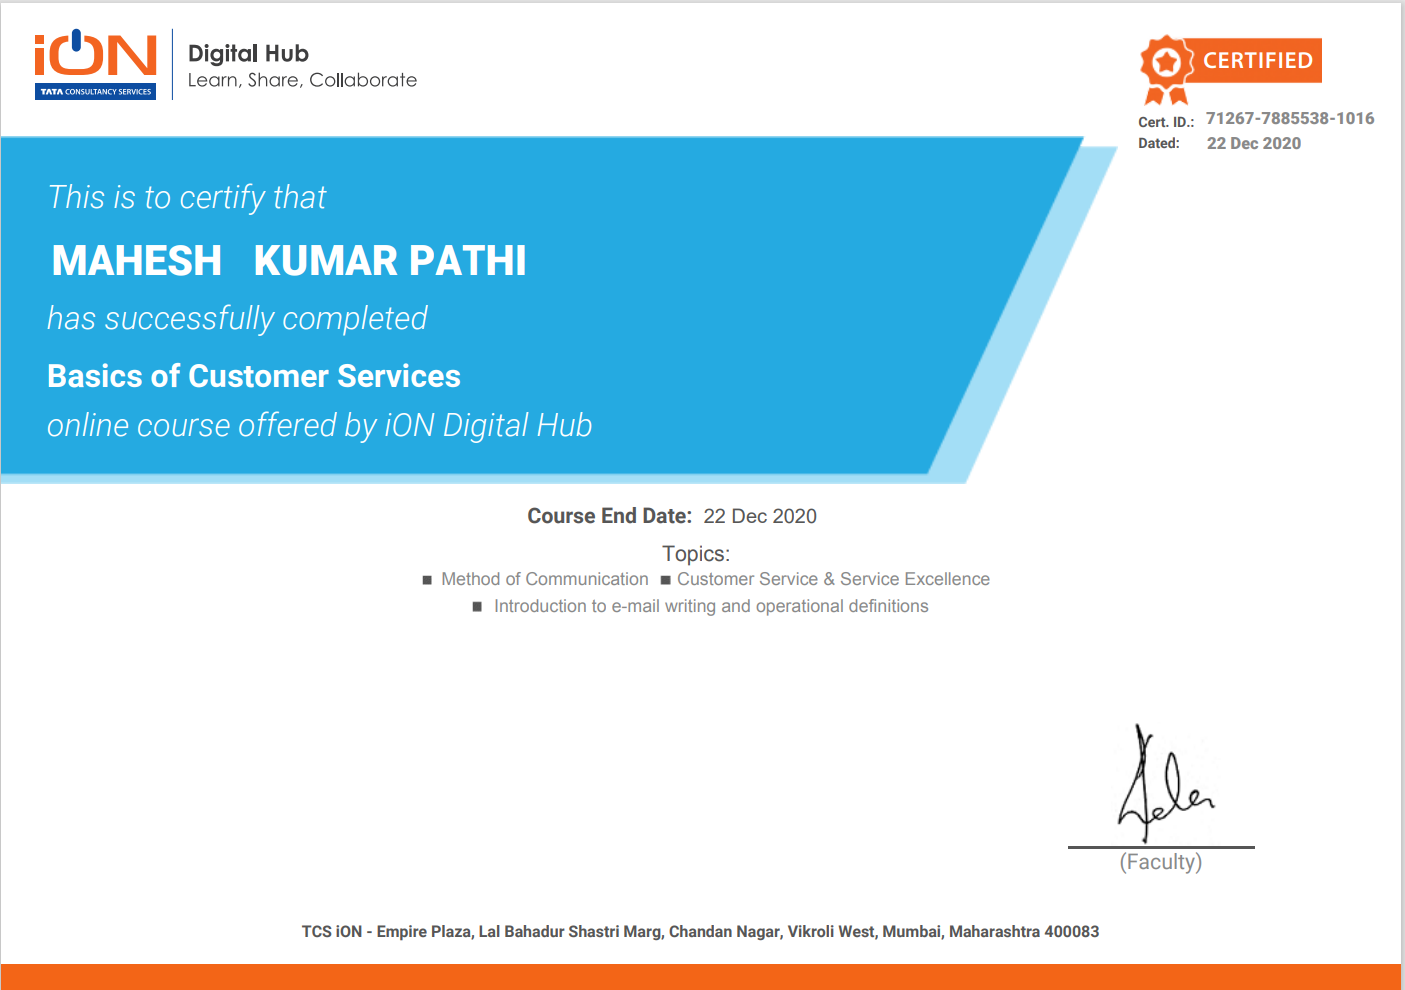 iON
TATA CONSULTANCY SERVICES
Digital Hub
Learn, Share, Collaborate
CERTIFIED
Cert. ID.: 71267-7885538-1016
Dated: 22 Dec 2020
This is to certify that
MAHESH KUMAR PATHI
has successfully completed
Basics of Customer Services
online course offered by iON Digital Hub
Course End Date: 22 Dec 2020
Topics:
■ Method of Communication ■ Customer Service & Service Excellence
■ Introduction to e-mail writing and operational definitions
(Faculty)
TCS iON - Empire Plaza, Lal Bahadur Shastri Marg, Chandan Nagar, Vikroli West, Mumbai, Maharashtra 400083